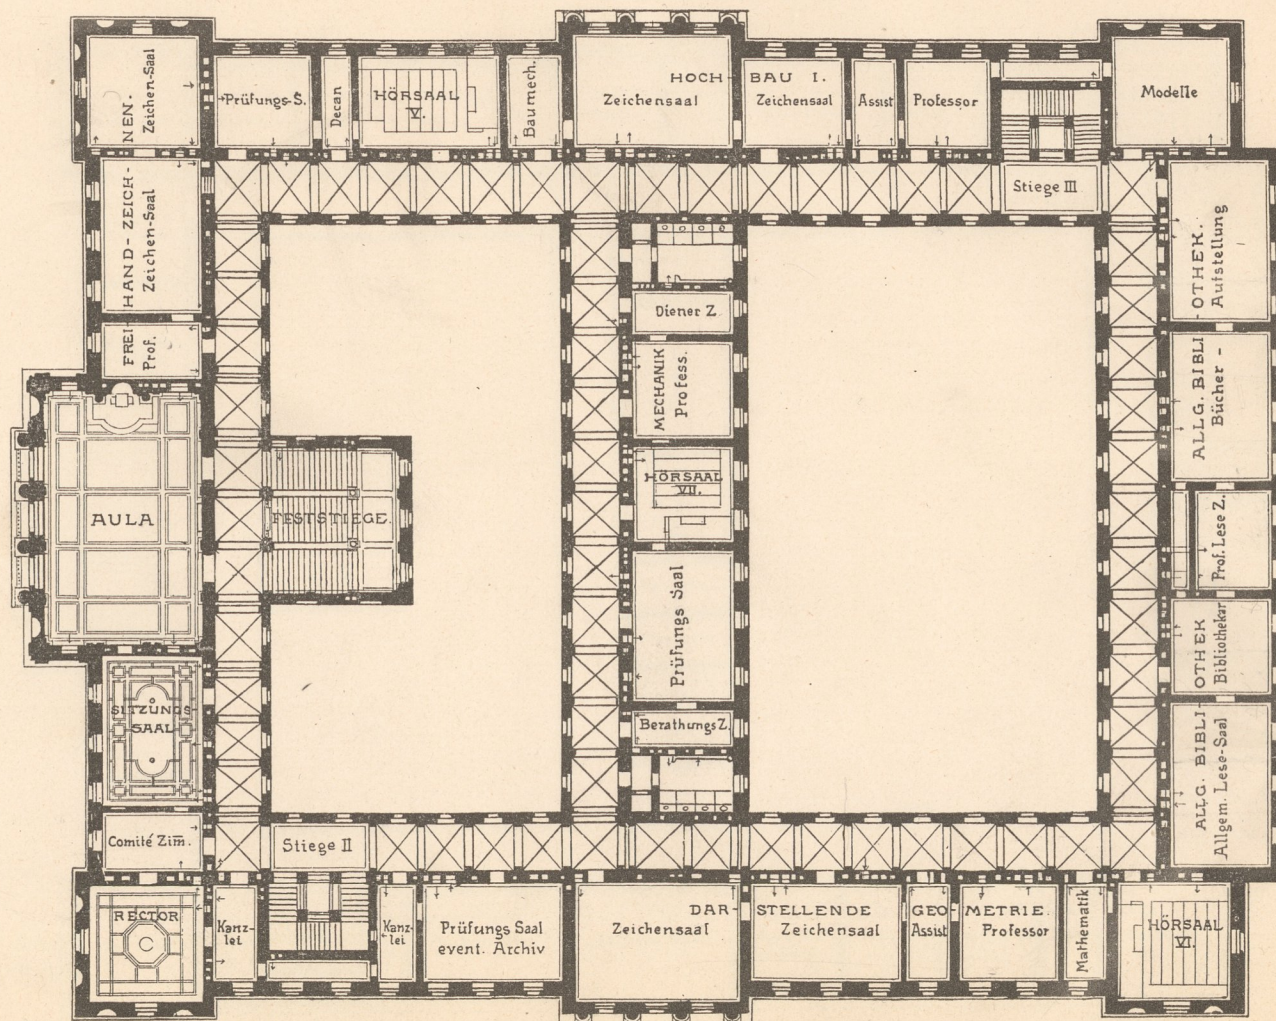 NEN.
Zeichen-Saal
Prüfungs-S.
Decan
HÖRSAAL
V.
Baumech.
HOCH-
Zeichensaal
BAU I.
Zeichensaal
Assist
Professor
Modelle
Stiege III
HAND-ZEICH-
Zeichen-Saal
FREI-
Prof.
-OTHEK.
Aufstellung
ALLG. BIBLI
Bücher -
Diener Z.
MECHANIK
Profess.
HÖRSAAL
VII.
AULA
FESTSTIEGE.
Prof. Lese Z.
Prüfungs Saal
OTHEK
Bibliothekar
SITZUNGS-
SAAL
Berathungs Z.
ALLG. BIBLI-
Allgem. Lese-Saal
Comité Zim̄.
Stiege II
RECTOR
C
Kanz-
lei
Kanz-
lei
Prüfungs Saal
event. Archiv
DAR-
Zeichensaal
STELLENDE
Zeichensaal
GEO-
Assist
METRIE.
Professor
Mathematik
HÖRSAAL
VI.